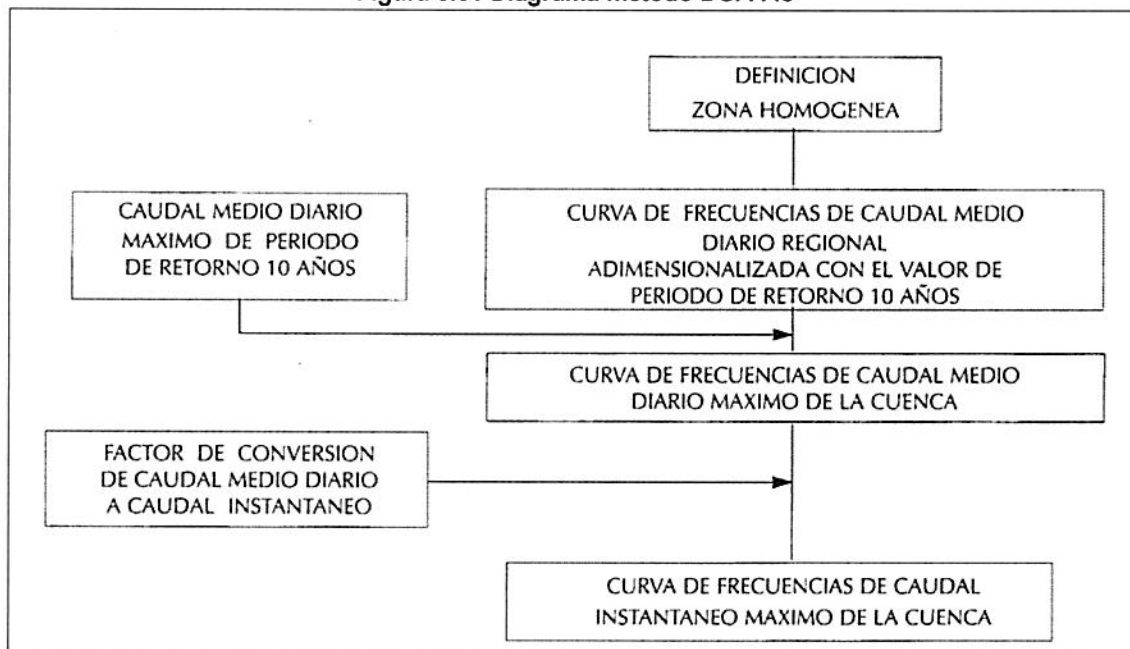 DEFINICION
ZONA HOMOGENEA
CAUDAL MEDIO DIARIO
MAXIMO DE PERIODO
DE RETORNO 10 AÑOS
CURVA DE FRECUENCIAS DE CAUDAL MEDIO
DIARIO REGIONAL
ADIMENSIONALIZADA CON EL VALOR DE
PERIODO DE RETORNO 10 AÑOS
CURVA DE FRECUENCIAS DE CAUDAL MEDIO
DIARIO MAXIMO DE LA CUENCA
FACTOR DE CONVERSION
DE CAUDAL MEDIO DIARIO
A CAUDAL INSTANTANEO
CURVA DE FRECUENCIAS DE CAUDAL
INSTANTANEO MAXIMO DE LA CUENCA